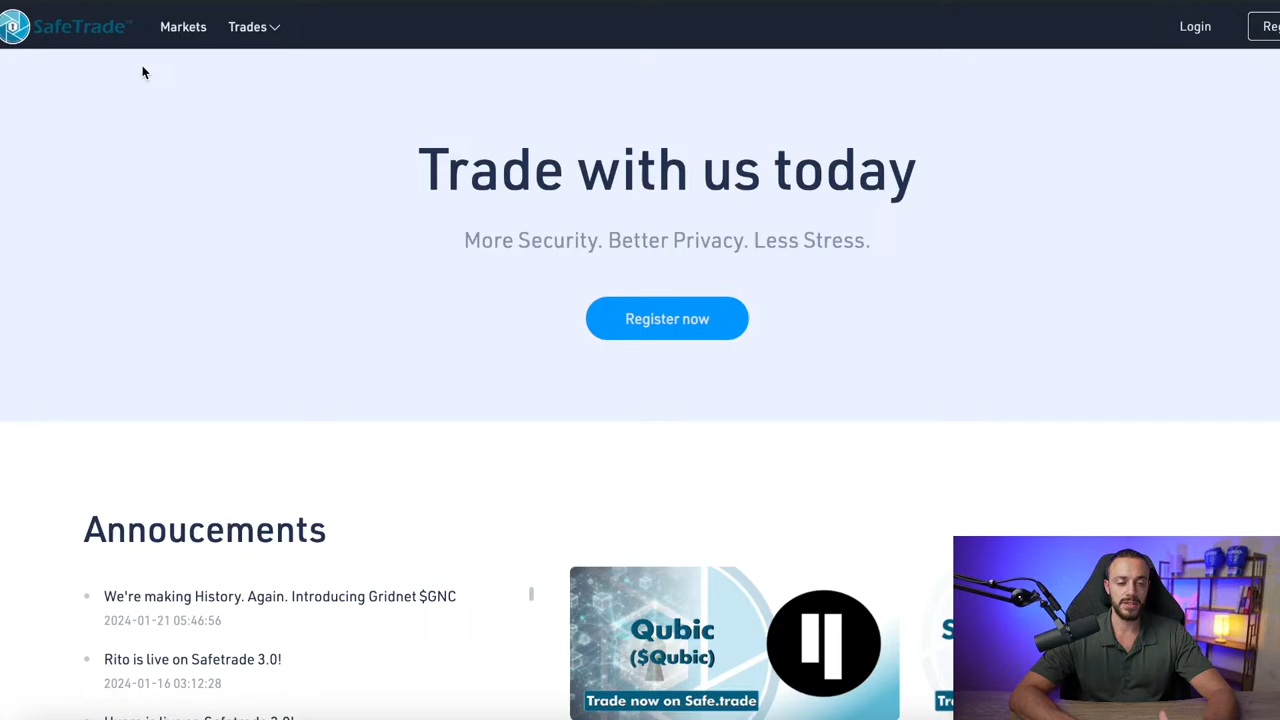 SafeTrade™
Markets
Trades
Login
Trade with us today
More Security. Better Privacy. Less Stress.
Register now
Annoucements
We're making History. Again. Introducing Gridnet $GNC
2024-01-21 05:46:56
Rito is live on Safetrade 3.0!
2024-01-16 03:12:28
Qubic
($Qubic)
Trade now on Safe.trade